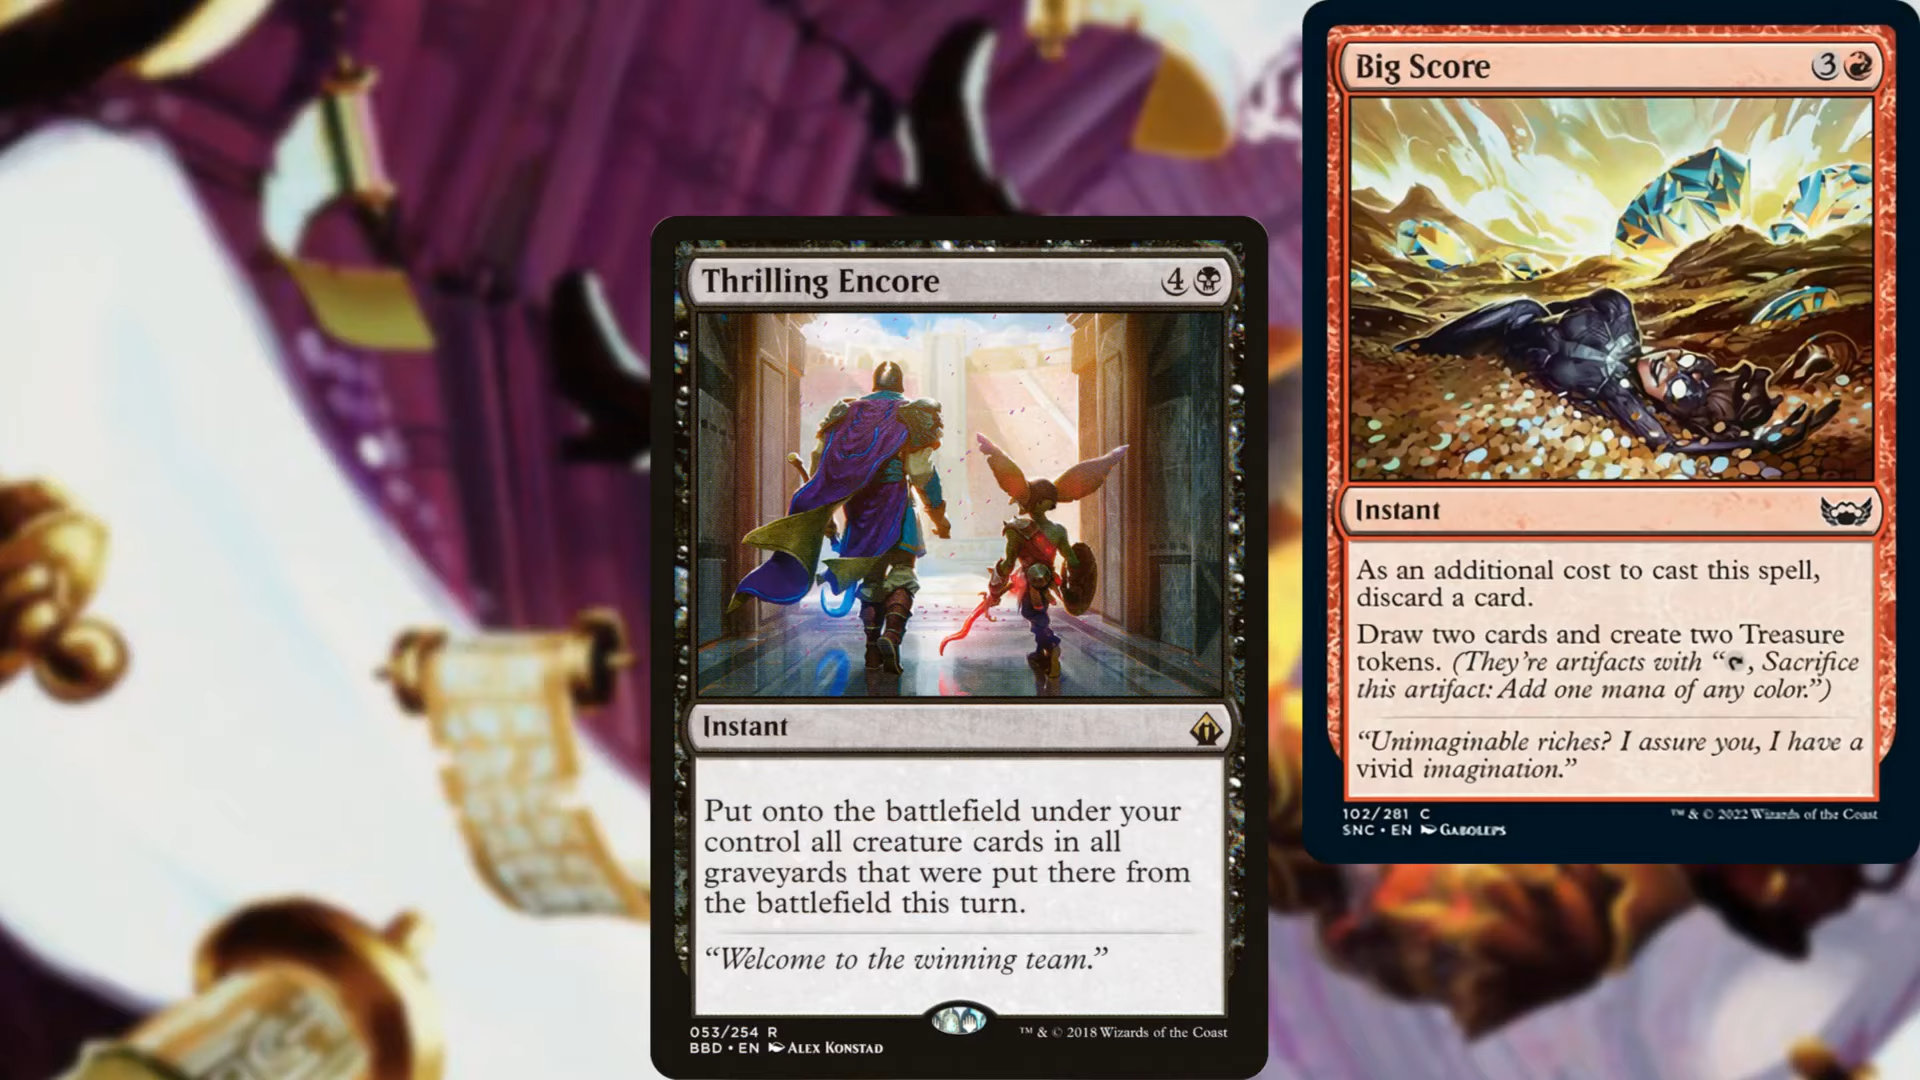 Thrilling Encore 4
Instant
Put onto the battlefield under your
control all creature cards in all
graveyards that were put there from
the battlefield this turn.
“Welcome to the winning team.”
053/254 R
BBD • EN ALEX KONSTAD
™ & © 2018 Wizards of the Coast
Big Score 3
Instant
As an additional cost to cast this spell,
discard a card.
Draw two cards and create two Treasure
tokens. (They’re artifacts with “, Sacrifice
this artifact: Add one mana of any color.”)
“Unimaginable riches? I assure you, I have a
vivid imagination.”
102/281 C
SNC • EN GABOLEPS
™ & © 2022 Wizards of the Coast